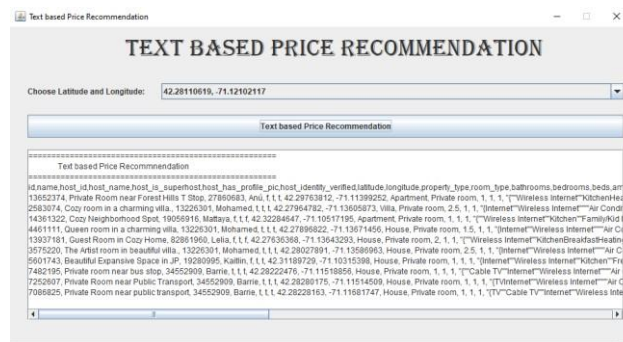 Text based Price Recommendation
TEXT BASED PRICE RECOMMENDATION
Choose Latitude and Longitude:
42.28110619, -71.12102117
Text based Price Recommendation
=======================================================
Text based Price Recommnendation
=======================================================
id,name,host_id,host_name,host_is_superhost,host_has_profile_pic,host_identity_verified,latitude,longitude,property_type,room_type,bathrooms,bedrooms,beds,am
13652374, Private Room near Forest Hills T Stop, 27860683, Anú, f, t, t, 42.29763812, -71.11399252, Apartment, Private room, 1, 1, 1, "{""Wireless Internet""KitchenHea
2583074, Cozy room in a charming villa., 13226301, Mohamed, t, t, t, 42.27964782, -71.13605873, Villa, Private room, 2.5, 1, 1, "{Internet""Wireless Internet""""Air Condit
14361322, Cozy Neighborhood Spot, 19056916, Mattaya, f, t, f, 42.32284647, -71.10517195, Apartment, Private room, 1, 1, 1, "{""Wireless Internet""Kitchen""Family/Kid
4461111, Queen room in a charming villa, 13226301, Mohamed, t, t, t, 42.27896822, -71.13671456, House, Private room, 1.5, 1, 1, "{Internet""Wireless Internet""""Air Co
13937181, Guest Room in Cozy Home, 82861960, Lelia, f, t, f, 42.27636368, -71.13643293, House, Private room, 2, 1, 1, "{""Wireless Internet""KitchenBreakfastHeatin
3575220, The Artist room in beautiful villa., 13226301, Mohamed, t, t, t, 42.28027891, -71.13586963, House, Private room, 2.5, 1, 1, "{Internet""Wireless Internet""""Air C
5601743, Beautiful Expansive Space in JP, 19280995, Kaitlin, f, t, t, 42.31189729, -71.10315398, House, Private room, 1, 1, 1, "{Internet""Wireless Internet""Kitchen""Fre
7482195, Private room near bus stop, 34552909, Barrie, t, t, t, 42.28222476, -71.11518856, House, Private room, 1, 1, 1, "{""Cable TV""Internet""Wireless Internet""""Air
7252607, Private Room near Public Transport, 34552909, Barrie, t, t, t, 42.28280175, -71.11514509, House, Private room, 1, 1, 1, "{TVInternet""Wireless Internet""""Air C
7086825, Private Room near public transport, 34552909, Barrie, t, t, t, 42.28228163, -71.11681747, House, Private room, 1, 1, 1, "{TV""Cable TV""Internet""Wireless Inte